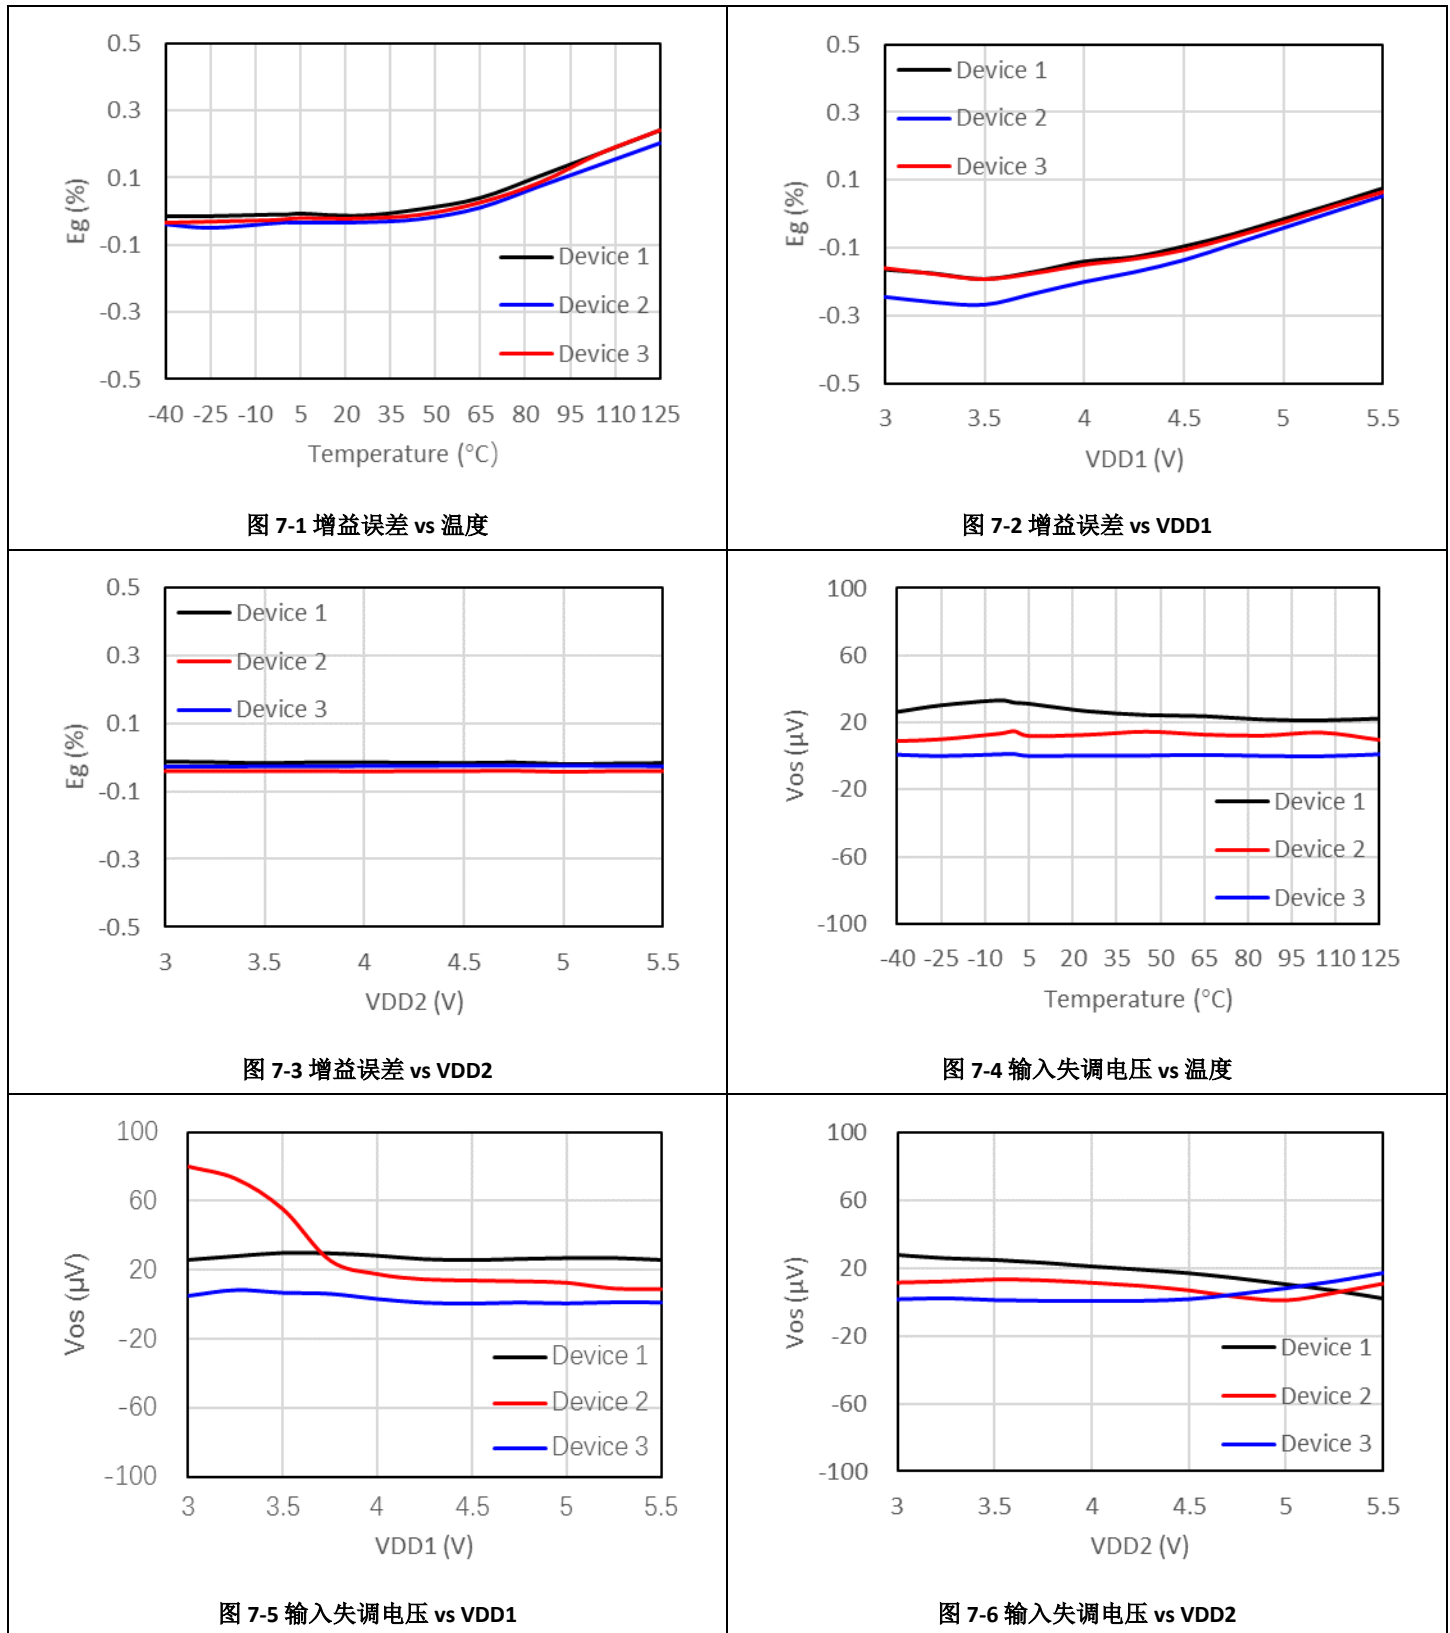 0.5
0.3
0.1
-0.1
-0.3
-0.5
Eg (%)
Device 1
Device 2
Device 3
-40 -25 -10 5 20 35 50 65 80 95 110 125
Temperature (°C)
图 7-1 增益误差 vs 温度
0.5
0.3
0.1
-0.1
-0.3
-0.5
Eg (%)
Device 1
Device 2
Device 3
3 3.5 4 4.5 5 5.5
VDD1 (V)
图 7-2 增益误差 vs VDD1
0.5
0.3
0.1
-0.1
-0.3
-0.5
Eg (%)
Device 1
Device 2
Device 3
3 3.5 4 4.5 5 5.5
VDD2 (V)
图 7-3 增益误差 vs VDD2
100
60
20
-20
-60
-100
Vos (μV)
Device 1
Device 2
Device 3
-40 -25 -10 5 20 35 50 65 80 95 110 125
Temperature (°C)
图 7-4 输入失调电压 vs 温度
100
60
20
-20
-60
-100
Vos (μV)
Device 1
Device 2
Device 3
3 3.5 4 4.5 5 5.5
VDD1 (V)
图 7-5 输入失调电压 vs VDD1
100
60
20
-20
-60
-100
Vos (μV)
Device 1
Device 2
Device 3
3 3.5 4 4.5 5 5.5
VDD2 (V)
图 7-6 输入失调电压 vs VDD2